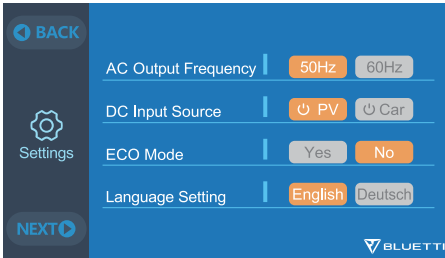 BACK
AC Output Frequency 50Hz 60Hz
DC Input Source PV Car
Settings
ECO Mode Yes No
Language Setting English Deutsch
NEXT
BLUETTI